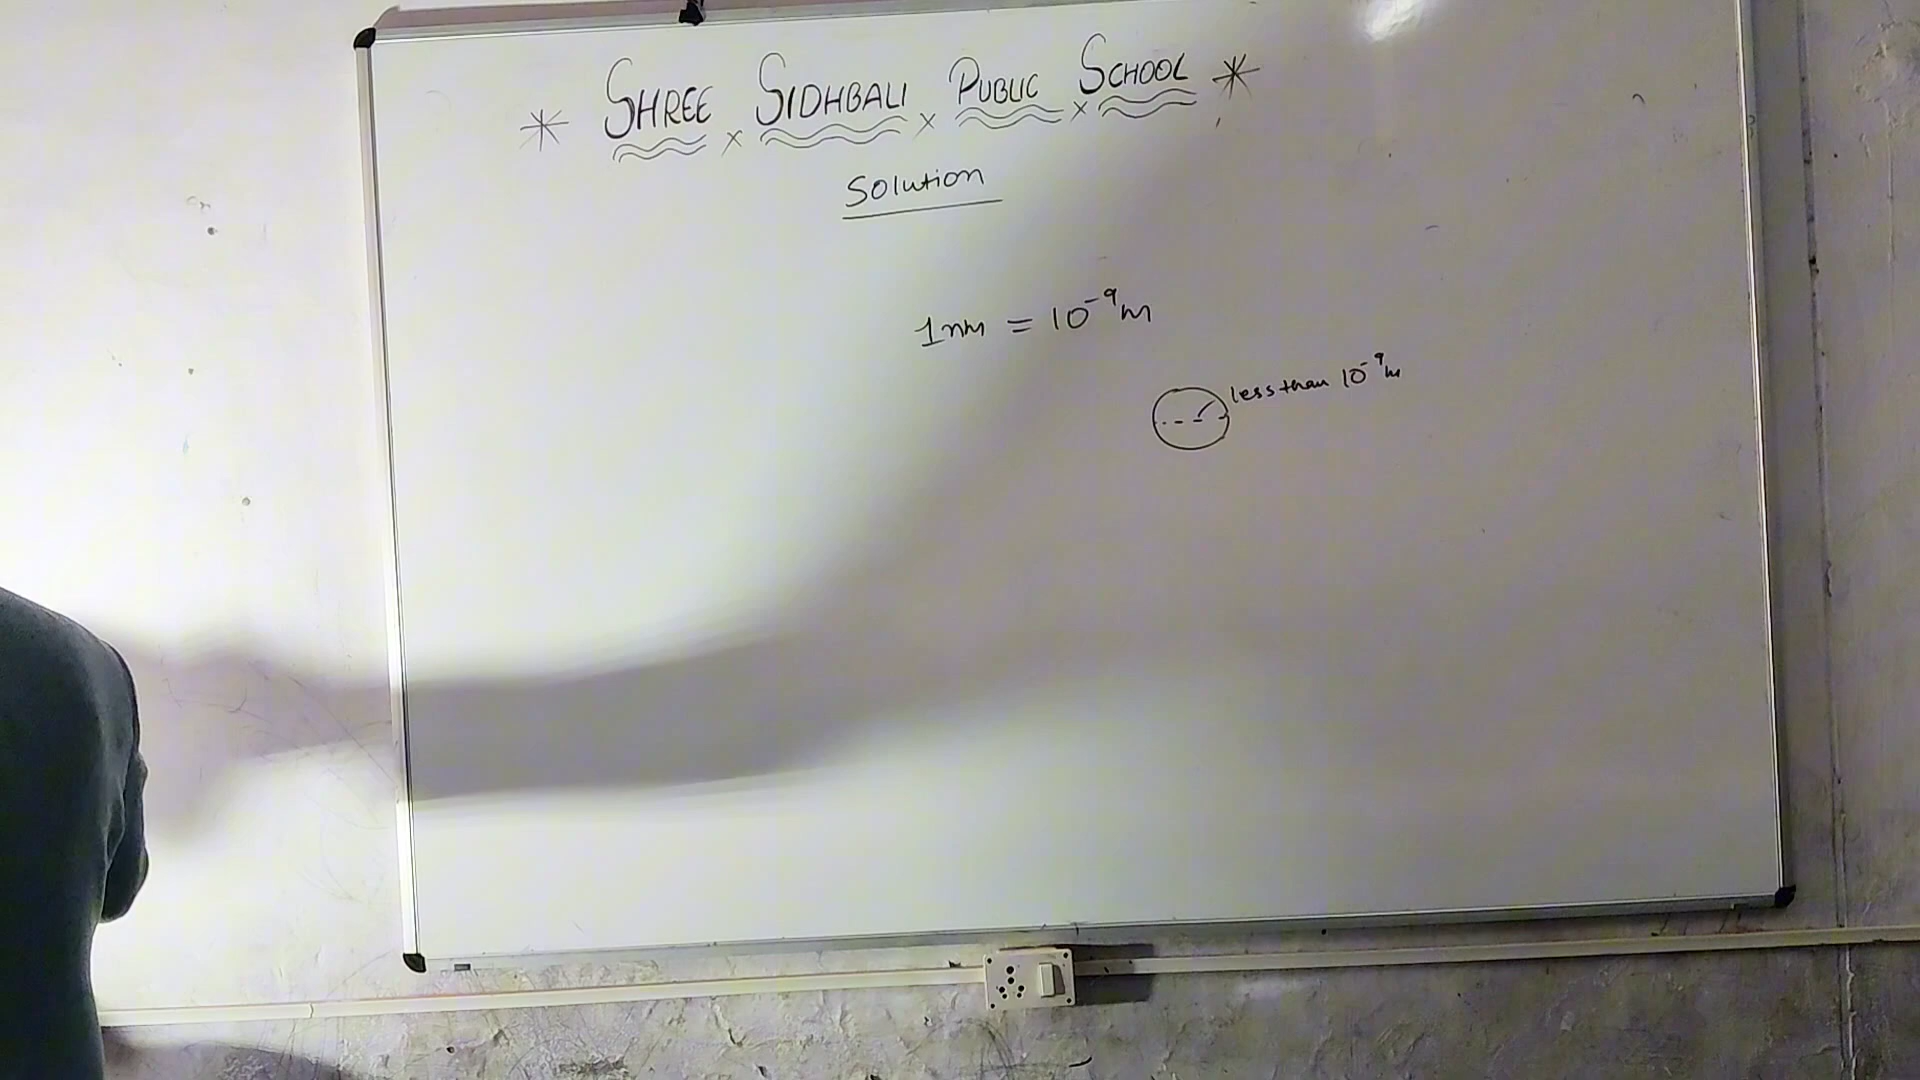 * SHREE × SIDHBALI × PUBLIC × SCHOOL *
Solution
1nm = 10⁻⁹m
less than 10⁻⁹m